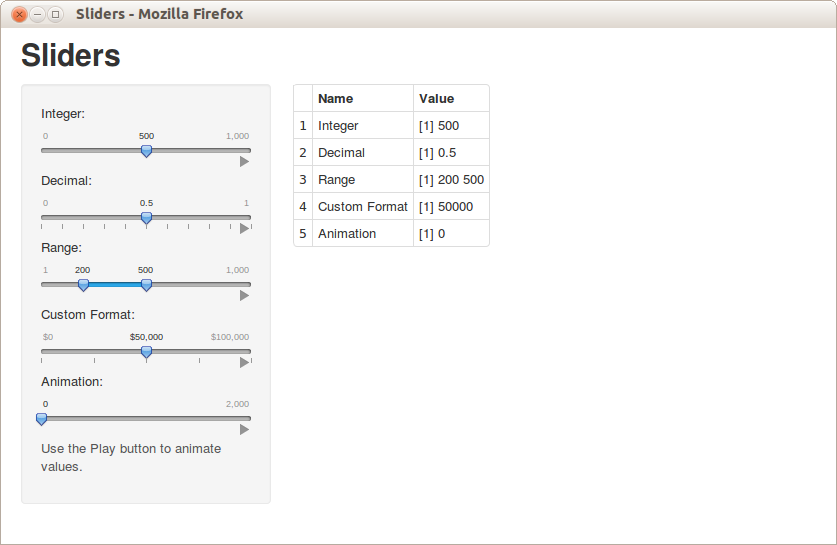 Sliders - Mozilla Firefox
Sliders
Integer:
0 500 1,000
Decimal:
0 0.5 1
Range:
1 200 500 1,000
Custom Format:
$0 $50,000 $100,000
Animation:
0 2,000
Use the Play button to animate
values.
Name Value
1 Integer [1] 500
2 Decimal [1] 0.5
3 Range [1] 200 500
4 Custom Format [1] 50000
5 Animation [1] 0